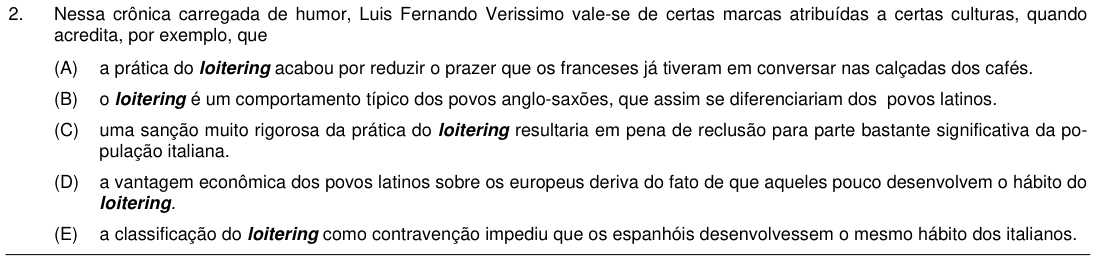 2. Nessa crônica carregada de humor, Luis Fernando Verissimo vale-se de certas marcas atribuídas a certas culturas, quando
acredita, por exemplo, que
(A) a prática do loitering acabou por reduzir o prazer que os franceses já tiveram em conversar nas calçadas dos cafés.
(B) o loitering é um comportamento típico dos povos anglo-saxões, que assim se diferenciariam dos povos latinos.
(C) uma sanção muito rigorosa da prática do loitering resultaria em pena de reclusão para parte bastante significativa da po-
pulação italiana.
(D) a vantagem econômica dos povos latinos sobre os europeus deriva do fato de que aqueles pouco desenvolvem o hábito do
loitering.
(E) a classificação do loitering como contravenção impediu que os espanhóis desenvolvessem o mesmo hábito dos italianos.